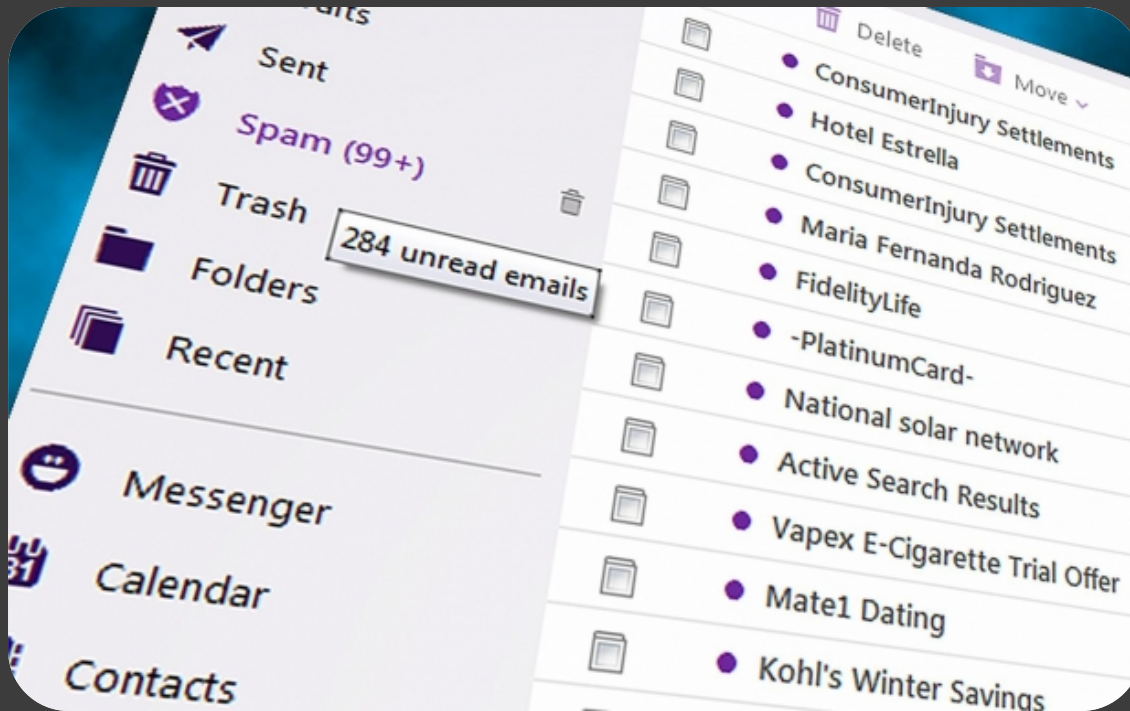 Sent
Spam (99+)
Trash
284 unread emails
Folders
Recent
Messenger
31
Calendar
Contacts
Delete
Move
ConsumerInjury Settlements
Hotel Estrella
ConsumerInjury Settlements
Maria Fernanda Rodriguez
FidelityLife
-PlatinumCard-
National solar network
Active Search Results
Vapex E-Cigarette Trial Offer
Mate1 Dating
Kohl's Winter Savings